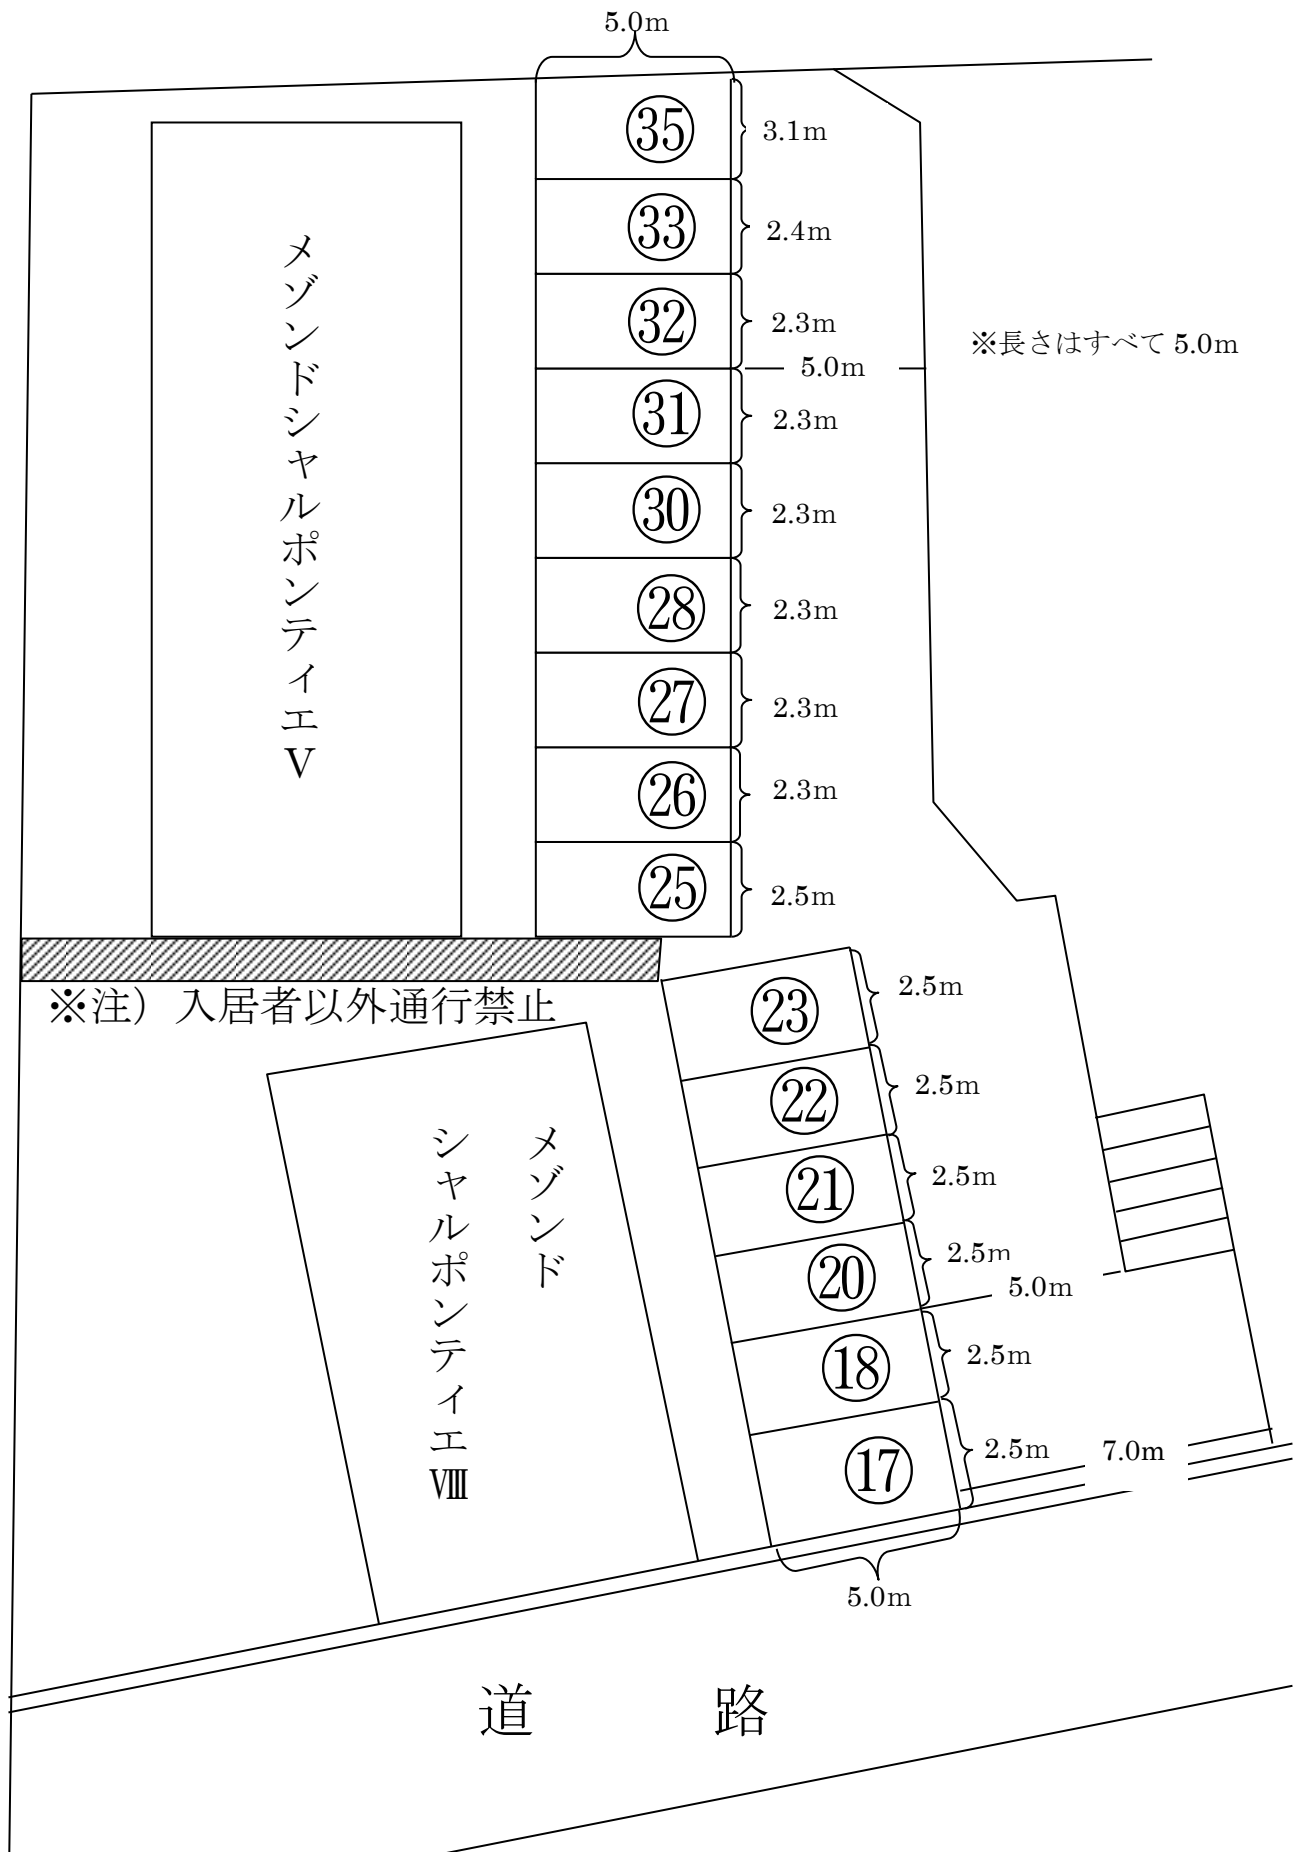 5.0m
㉟
3.1m
㉝
2.4m
㉜
2.3m
※長さはすべて 5.0m
5.0m
㉛
2.3m
㉚
2.3m
㉘
2.3m
㉗
2.3m
㉖
2.3m
㉕
2.5m
メゾンドシャルポンティエⅤ
※注）入居者以外通行禁止
㉓
2.5m
㉒
2.5m
㉑
2.5m
⑳
2.5m
5.0m
⑱
2.5m
⑰
2.5m
7.0m
5.0m
メゾンド
シャルポンティエⅧ
道 路